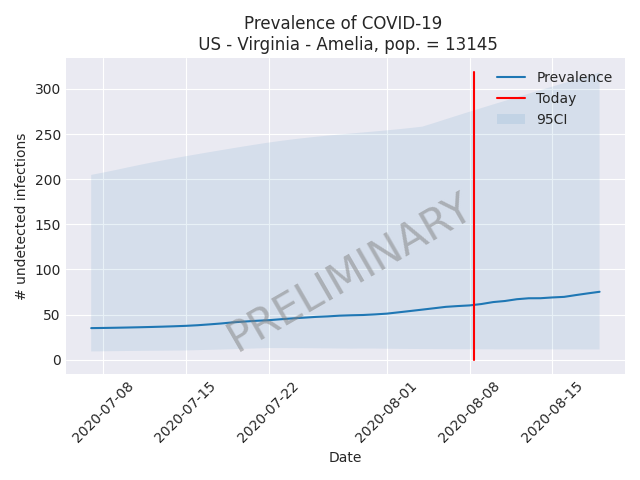 Prevalence of COVID-19
US - Virginia - Amelia, pop. = 13145
Prevalence
Today
95CI
# undetected infections
300
250
200
150
100
50
0
PRELIMINARY
2020-07-08
2020-07-15
2020-07-22
2020-08-01
2020-08-08
2020-08-15
Date